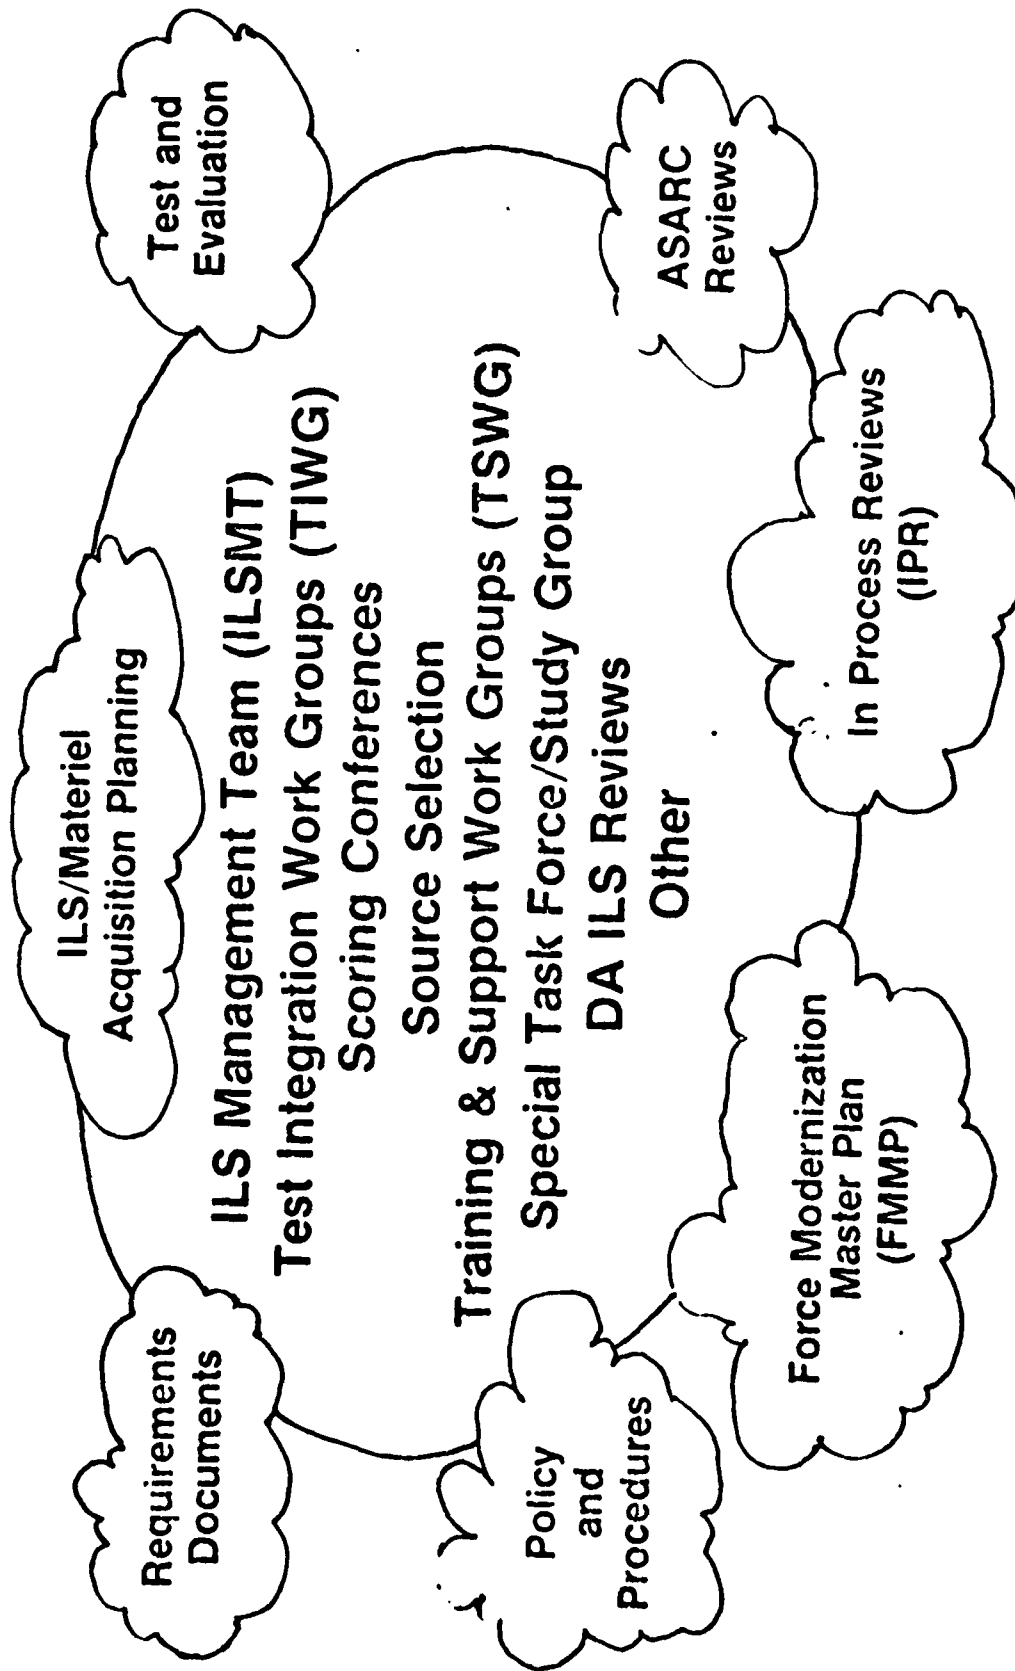 ILS/Materiel
Acquisition Planning
Requirements
Documents
Test and
Evaluation
ILS Management Team (ILSMT)
Test Integration Work Groups (TIWG)
Scoring Conferences
Source Selection
Training & Support Work Groups (TSWG)
Special Task Force/Study Group
DA ILS Reviews
Other
Policy
and
Procedures
ASARC
Reviews
Force Modernization
Master Plan
(FMMP)
In Process Reviews
(IPR)